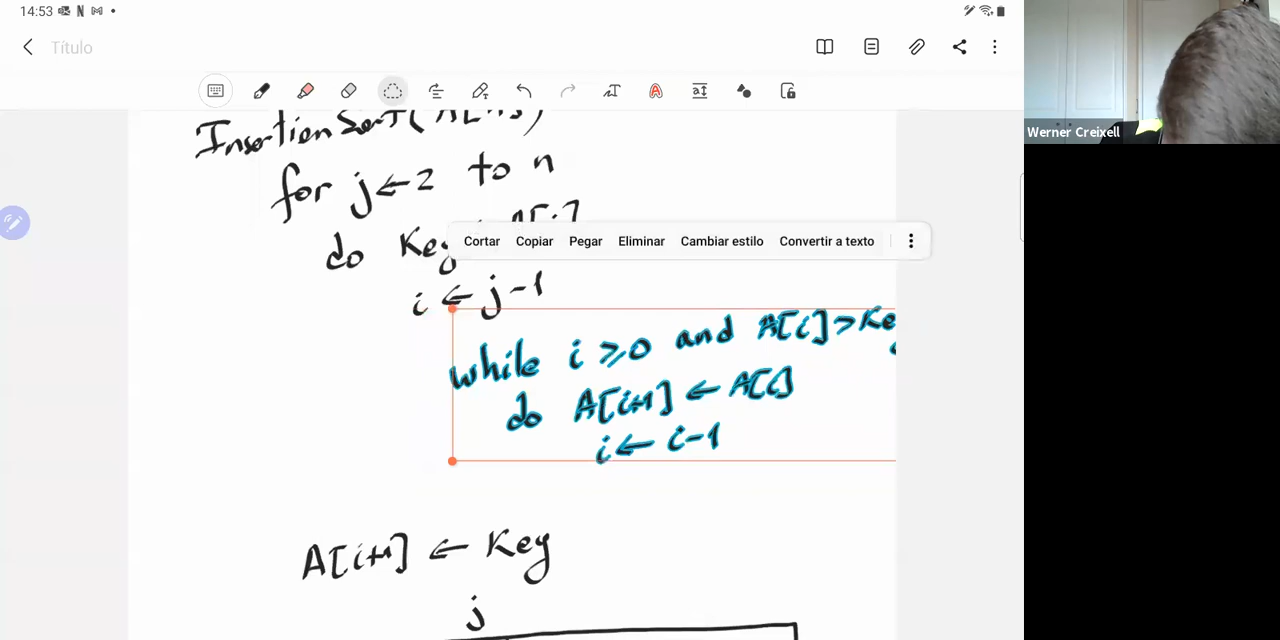 14:53
Título
InsertionSort(A[n])
for j←2 to n
do Key
Cortar Copiar Pegar Eliminar Cambiar estilo Convertir a texto
i ← j-1
while i ≥ 0 and A[i] > Key
do A[i+1] ← A[i]
i ← i-1
A[i+1] ← Key
j
Werner Creixell